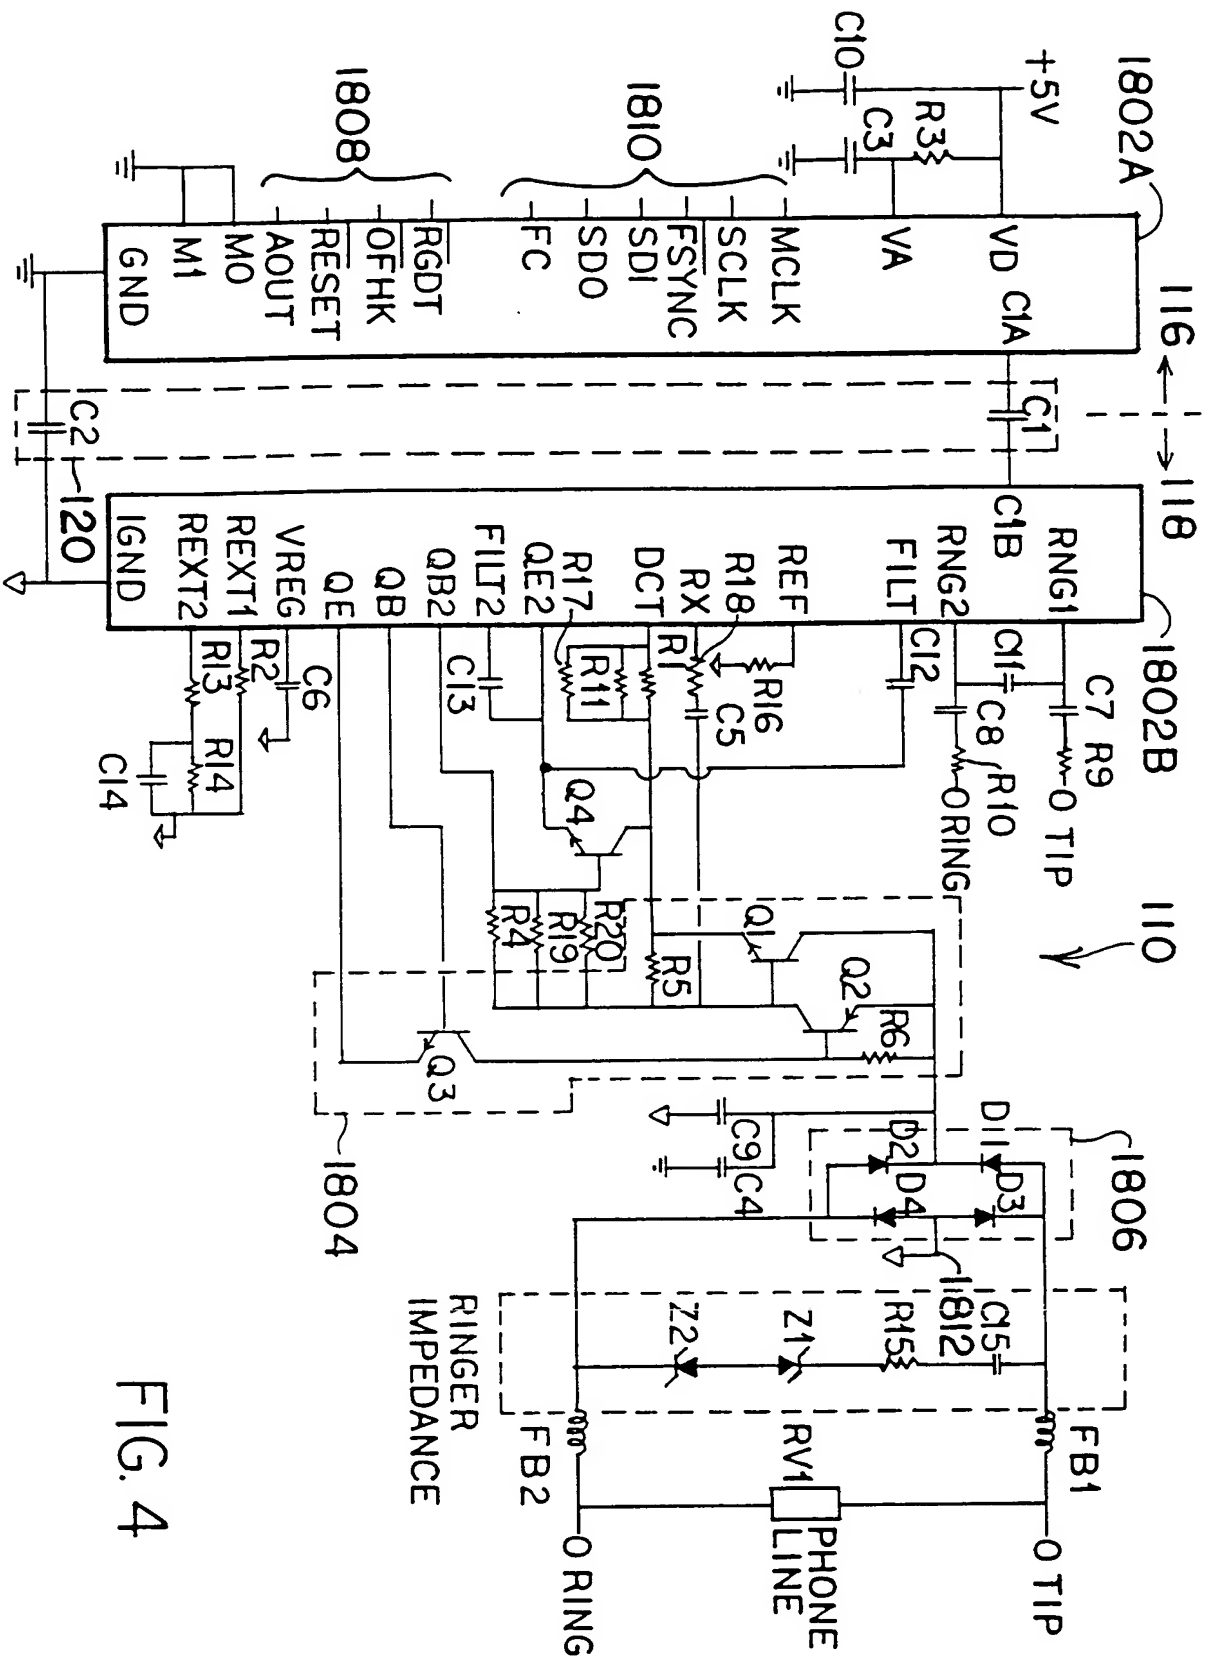 +5V
1802A
C10
C3
R3
1810
1808
VD
VA
MCLK
SCLK
FSYNC
SDI
SDO
FC
RGDT
OFHK
RESET
AOUT
M0
M1
GND
C1A
116
118
C1
C2
120
1802B
C1B
RNG1
RNG2
FILT
REF
RX
DCT
QE2
FILT2
QB2
QB
QE
VREG
REXT1
REXT2
IGND
C7
R9
O TIP
C11
C8
R10
O RING
C12
R16
R18
C5
R1
R11
R17
C13
C6
R2
R13
R14
C14
110
Q4
Q1
Q2
R6
R5
R20
R19
R4
Q3
1804
C9
C4
1806
D1
D2
D3
D4
1812
C15
R15
Z1
Z2
RINGER
IMPEDANCE
FB1
FB2
RV1
PHONE
LINE
O TIP
O RING
FIG. 4